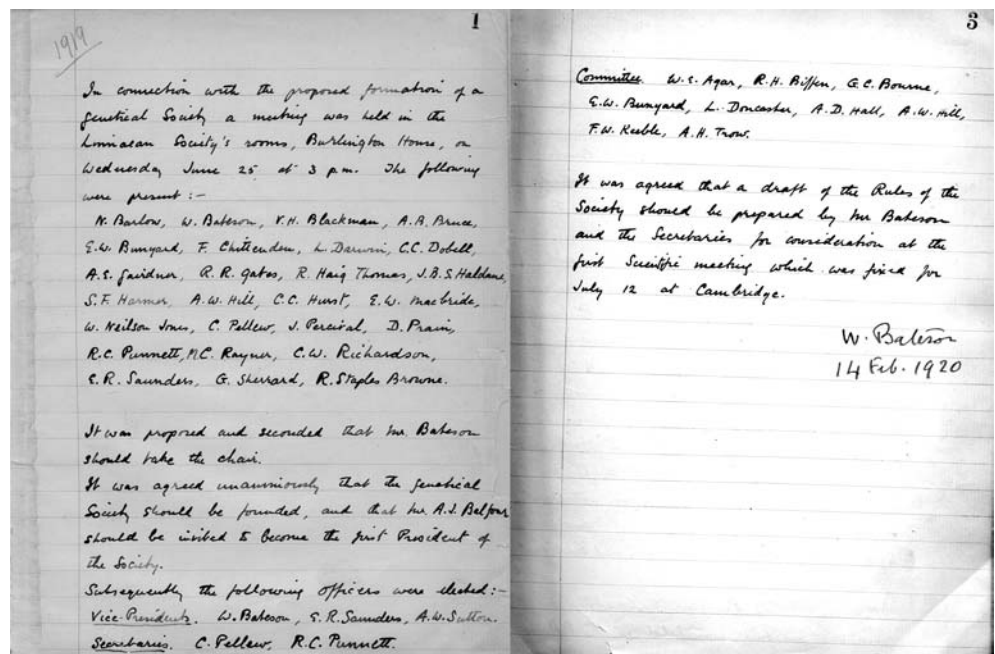 1
1919
In connection with the proposed formation of a
Genetical Society a meeting was held in the
Linnaean Society's rooms, Burlington House, on
Wednesday June 25 at 3 p.m. The following
were present :-
N. Barlow, W. Bateson, V.H. Blackman, A.B. Bruce,
E.W. Bunyard, F. Chittenden, L. Darwin, C.C. Dobell,
A.E. Gairdner, R.R. Gates, R. Haig Thomas, J.B.S. Haldane,
S.F. Harmer, A.W. Hill, C.C. Hurst, E.W. Macbride,
W. Neilson Jones, C. Pellew, J. Percival, D. Prain,
R.C. Punnett, M.C. Rayner, C.W. Richardson,
E.R. Saunders, G. Sherrard, R. Staples Browne.
It was proposed and seconded that Mr. Bateson
should take the chair.
It was agreed unanimously that the Genetical
Society should be founded, and that Mr. A.J. Balfour
should be invited to become the first President of
the Society.
Subsequently the following officers were elected :-
Vice-Presidents. W. Bateson, E.R. Saunders, A.W. Sutton.
Secretaries. C. Pellew, R.C. Punnett.
3
Committee. W.E. Agar, R.H. Biffen, G.C. Bourne,
E.W. Bunyard, L. Doncaster, A.D. Hall, A.W. Hill,
F.W. Keeble, A.H. Trow.
It was agreed that a draft of the Rules of the
Society should be prepared by Mr Bateson
and the Secretaries for consideration at the
first Scientific meeting which was fixed for
July 12 at Cambridge.
W. Bateson
14 Feb. 1920